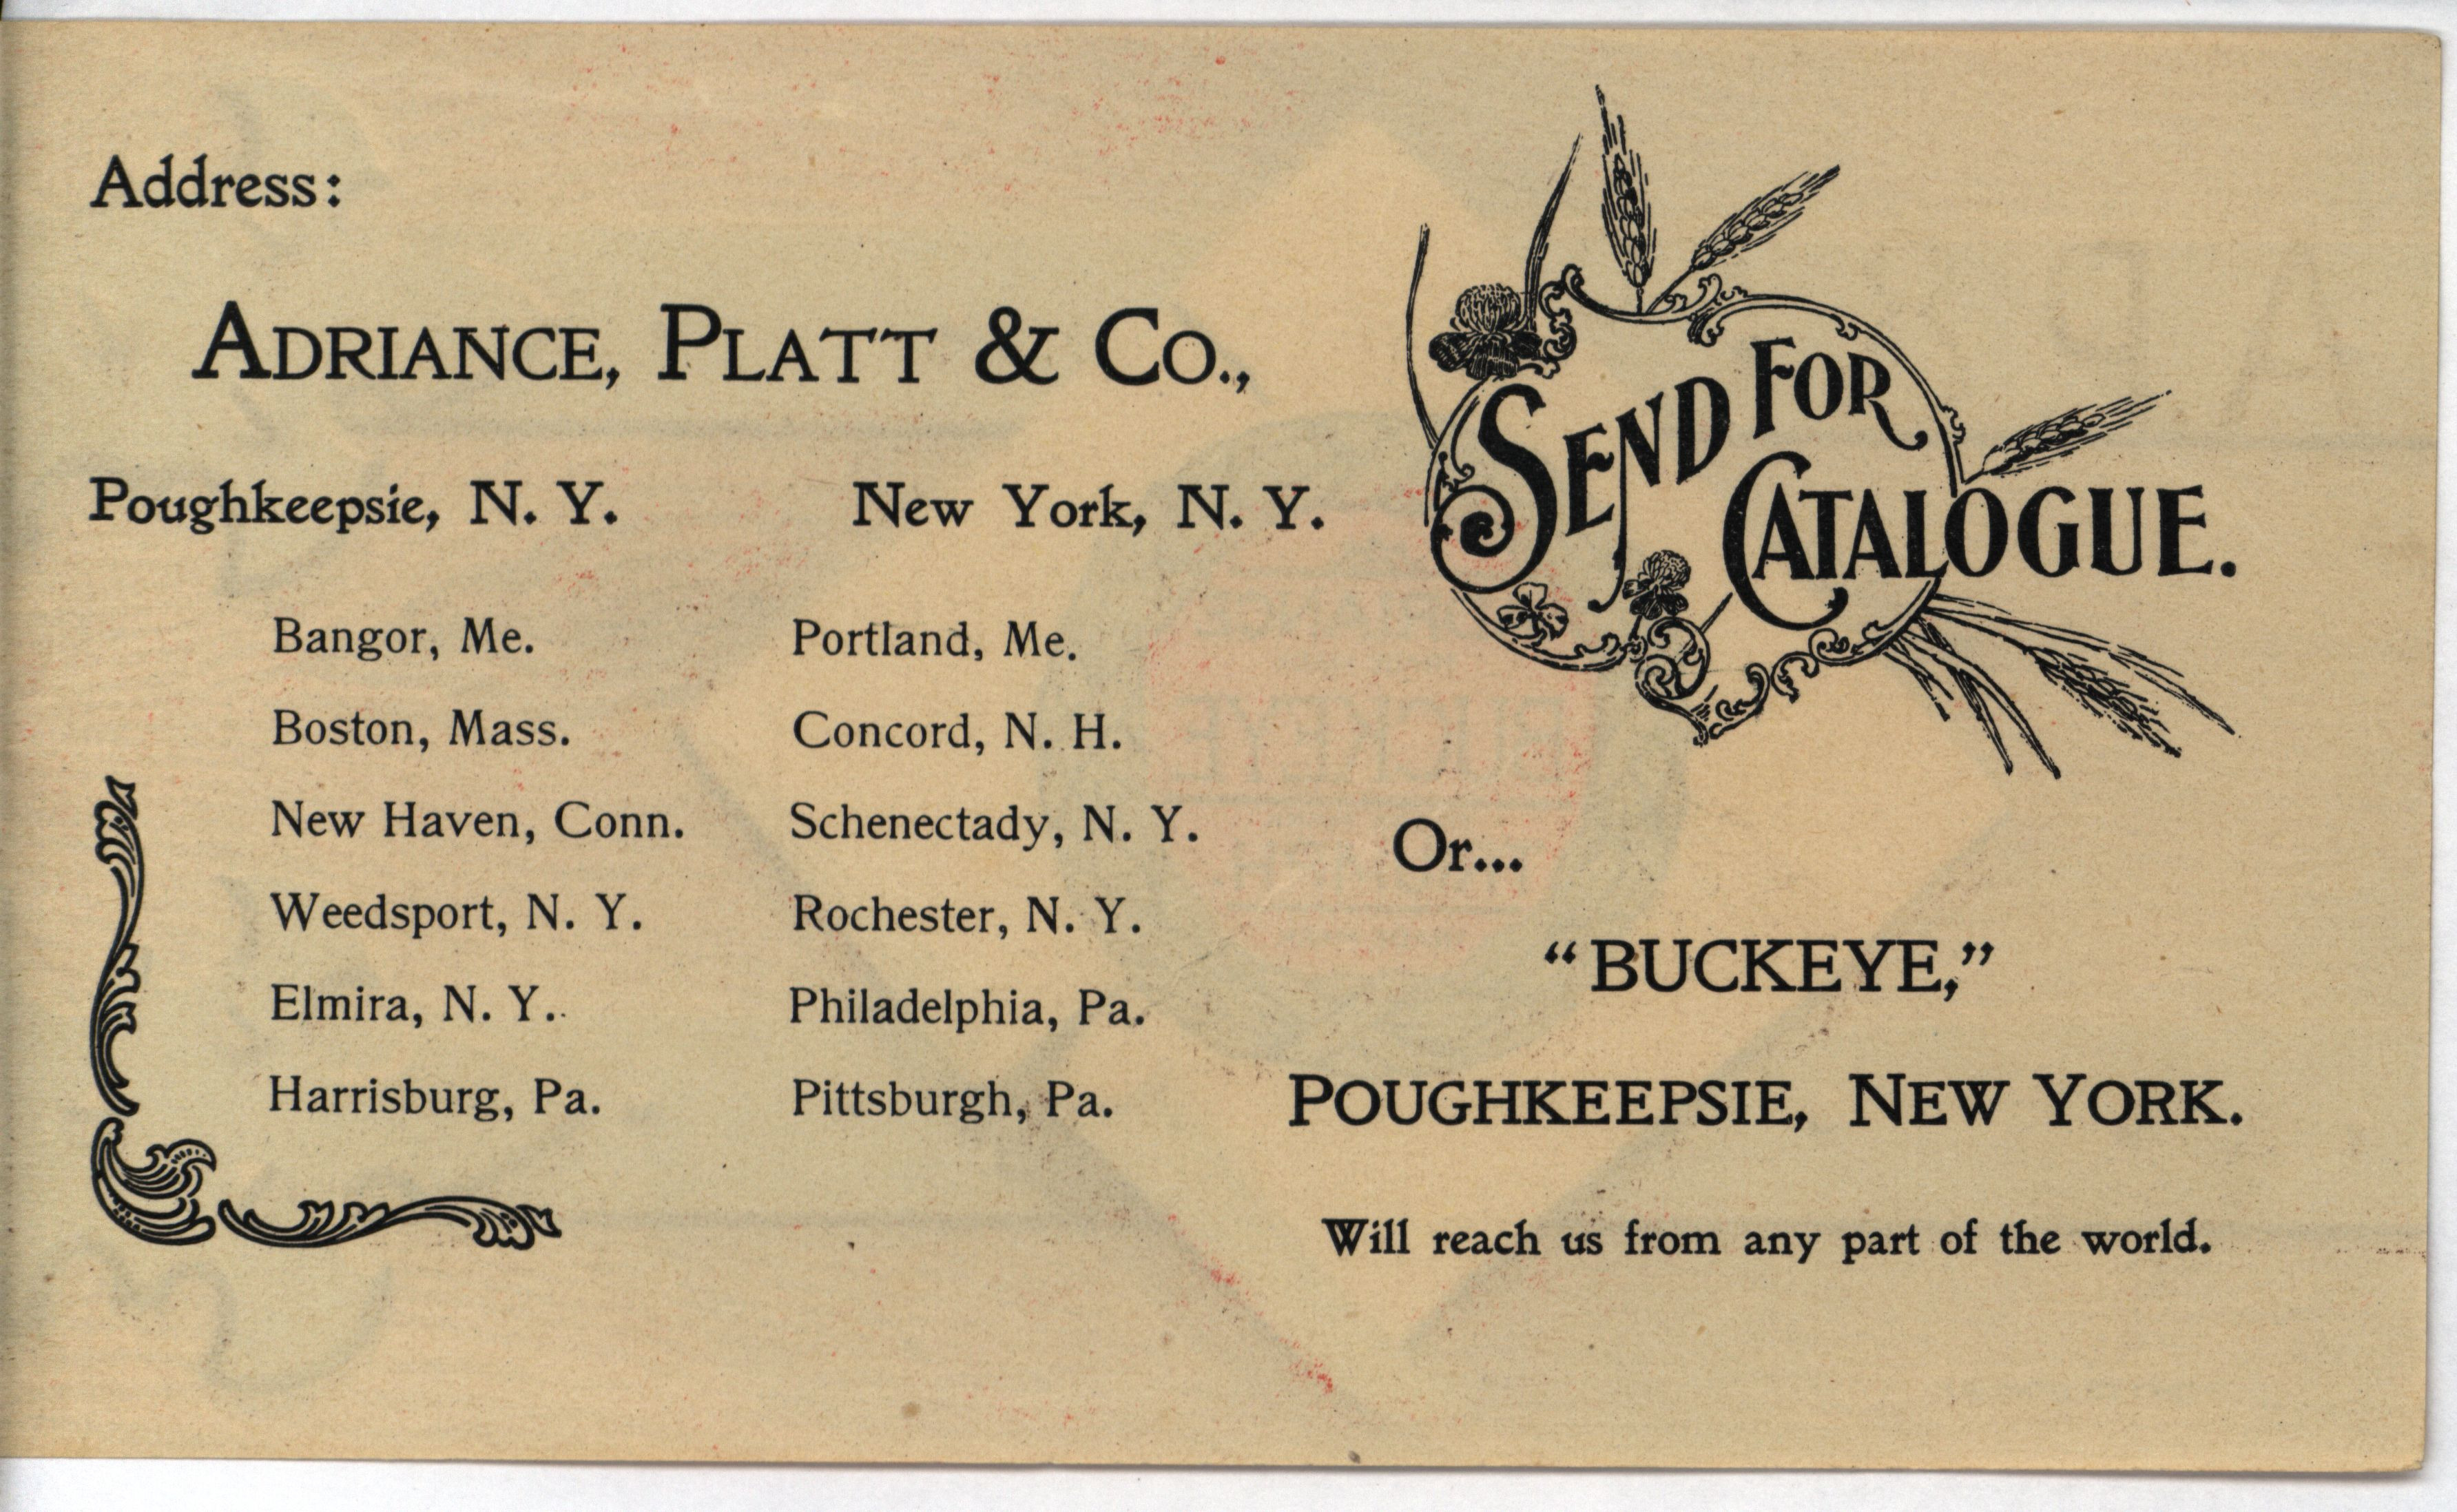 Address:
ADRIANCE, PLATT & CO.,
Poughkeepsie, N. Y. New York, N. Y.
Bangor, Me. Portland, Me.
Boston, Mass. Concord, N. H.
New Haven, Conn. Schenectady, N. Y.
Weedsport, N. Y. Rochester, N. Y.
Elmira, N. Y. Philadelphia, Pa.
Harrisburg, Pa. Pittsburgh, Pa.
SEND FOR
CATALOGUE.
Or...
“BUCKEYE,”
POUGHKEEPSIE, NEW YORK.
Will reach us from any part of the world.